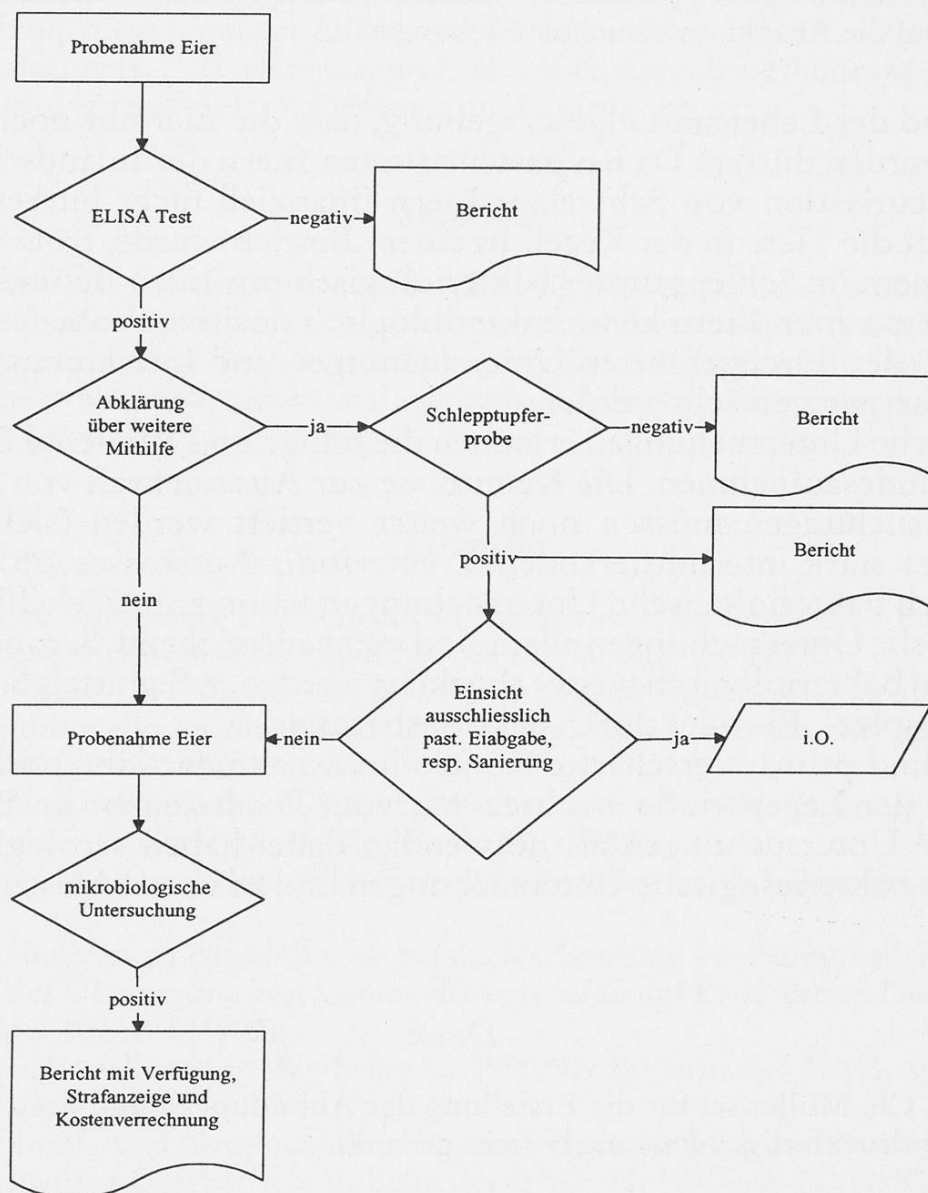 Probenahme Eier
ELISA Test
negativ
Bericht
positiv
Abklärung
über weitere
Mithilfe
ja
Schlepptupfer-
probe
negativ
Bericht
positiv
Bericht
nein
Einsicht
ausschliesslich
past. Eiabgabe,
resp. Sanierung
nein
ja
i.O.
Probenahme Eier
mikrobiologische
Untersuchung
positiv
Bericht mit Verfügung,
Strafanzeige und
Kostenverrechnung